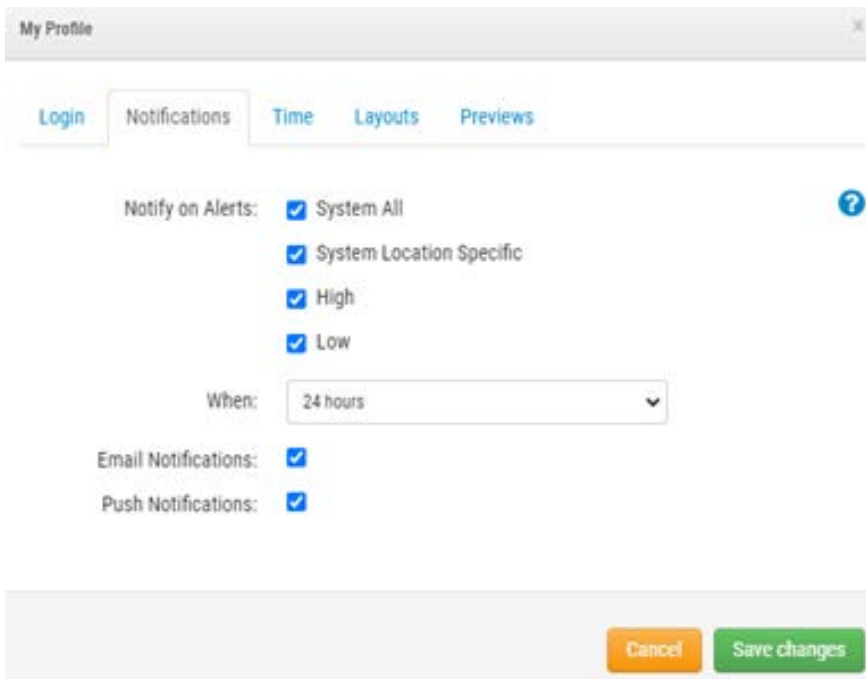 My Profile ×
Login Notifications Time Layouts Previews
Notify on Alerts: System All ?
System Location Specific
High
Low
When: 24 hours
Email Notifications:
Push Notifications:
Cancel Save changes